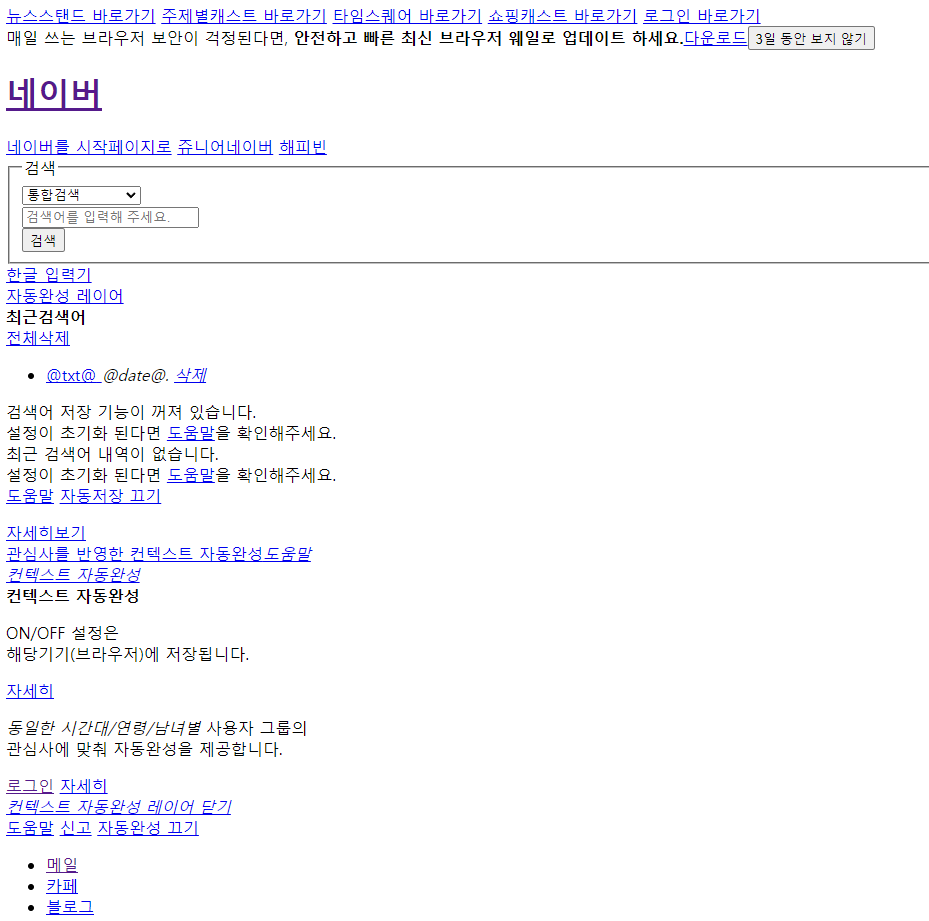 뉴스스탠드 바로가기 주제별캐스트 바로가기 타임스퀘어 바로가기 쇼핑캐스트 바로가기 로그인 바로가기
매일 쓰는 브라우저 보안이 걱정된다면, 안전하고 빠른 최신 브라우저 웨일로 업데이트 하세요.다운로드 3일 동안 보지 않기
네이버
네이버를 시작페이지로 쥬니어네이버 해피빈
검색
통합검색
검색어를 입력해 주세요.
검색
한글 입력기
자동완성 레이어
최근검색어
전체삭제
@txt@ @date@. 삭제
검색어 저장 기능이 꺼져 있습니다.
설정이 초기화 된다면 도움말을 확인해주세요.
최근 검색어 내역이 없습니다.
설정이 초기화 된다면 도움말을 확인해주세요.
도움말 자동저장 끄기
자세히보기
관심사를 반영한 컨텍스트 자동완성도움말
컨텍스트 자동완성
컨텍스트 자동완성
ON/OFF 설정은
해당기기(브라우저)에 저장됩니다.
자세히
동일한 시간대/연령/남녀별 사용자 그룹의
관심사에 맞춰 자동완성을 제공합니다.
로그인 자세히
컨텍스트 자동완성 레이어 닫기
도움말 신고 자동완성 끄기
메일
카페
블로그